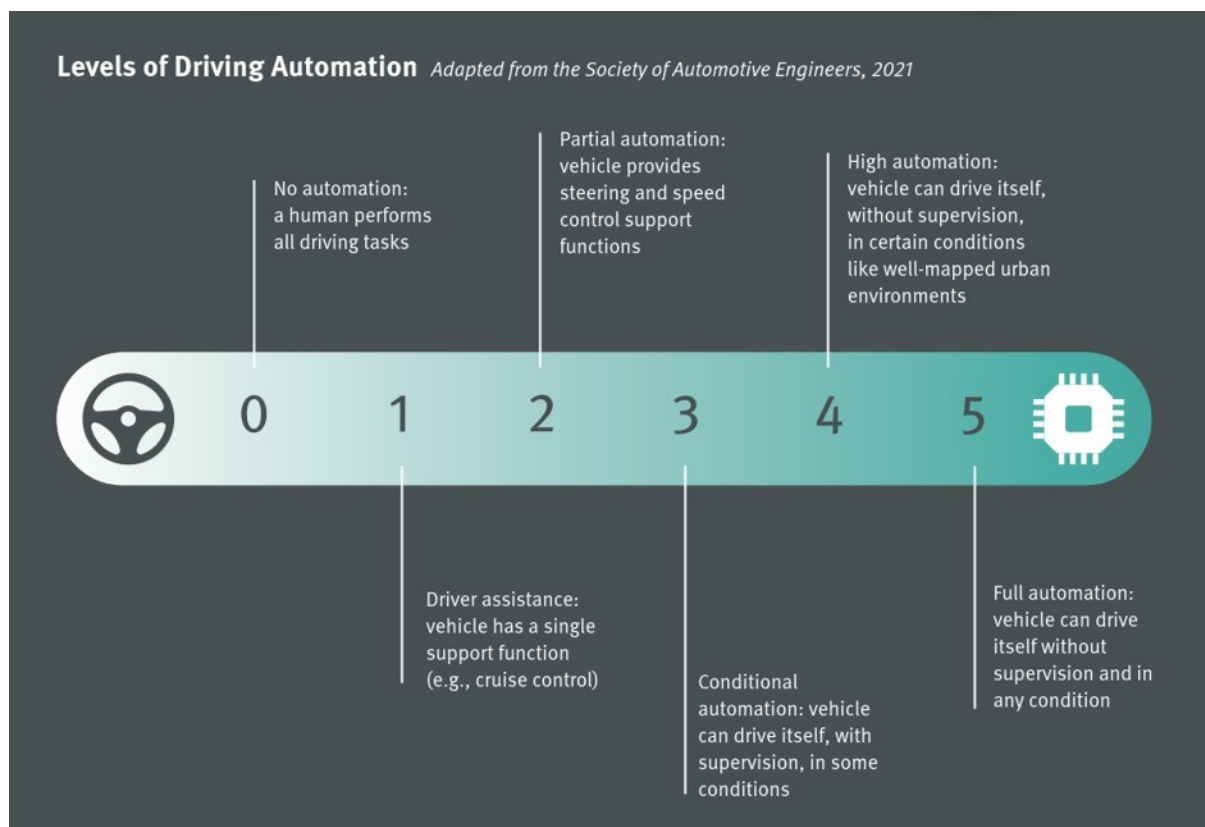 Levels of Driving Automation Adapted from the Society of Automotive Engineers, 2021
No automation:
a human performs
all driving tasks
Partial automation:
vehicle provides
steering and speed
control support
functions
High automation:
vehicle can drive itself,
without supervision,
in certain conditions
like well-mapped urban
environments
0 1 2 3 4 5
Driver assistance:
vehicle has a single
support function
(e.g., cruise control)
Conditional
automation: vehicle
can drive itself, with
supervision, in some
conditions
Full automation:
vehicle can drive
itself without
supervision and in
any condition